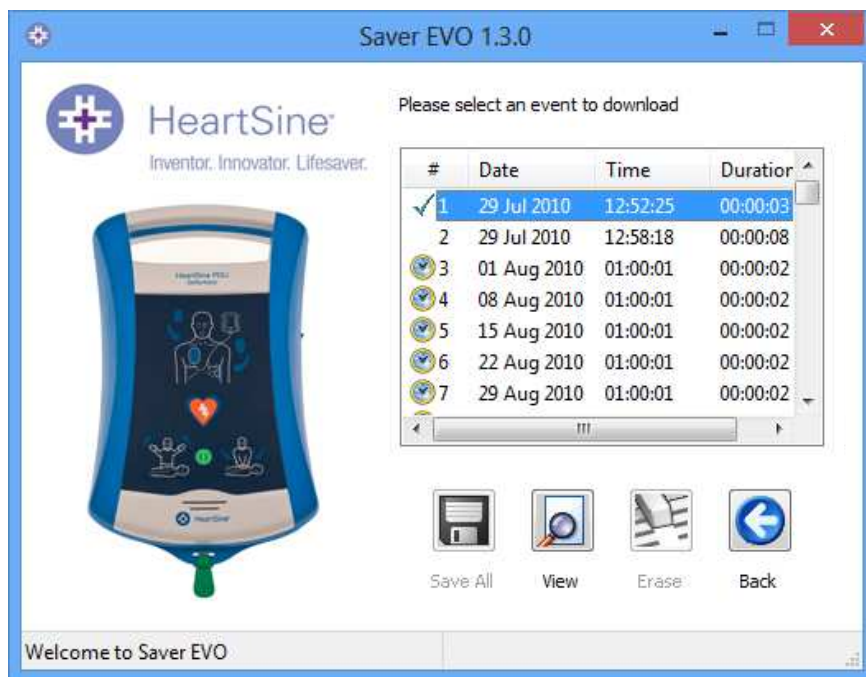 Saver EVO 1.3.0
HeartSine
Inventor. Innovator. Lifesaver.
Please select an event to download
# Date Time Duration
1 29 Jul 2010 12:52:25 00:00:03
2 29 Jul 2010 12:58:18 00:00:08
3 01 Aug 2010 01:00:01 00:00:02
4 08 Aug 2010 01:00:01 00:00:02
5 15 Aug 2010 01:00:01 00:00:02
6 22 Aug 2010 01:00:01 00:00:02
7 29 Aug 2010 01:00:01 00:00:02
HeartSine PDU
HeartSine
Save All View Erase Back
Welcome to Saver EVO